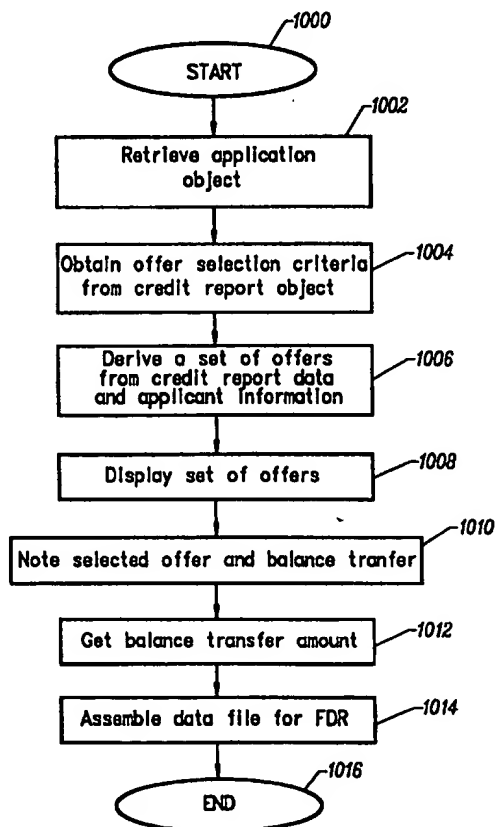 1000
START
1002
Retrieve application
object
1004
Obtain offer selection criteria
from credit report object
1006
Derive a set of offers
from credit report data
and applicant information
1008
Display set of offers
1010
Note selected offer and balance tranfer
1012
Get balance transfer amount
1014
Assemble data file for FDR
1016
END